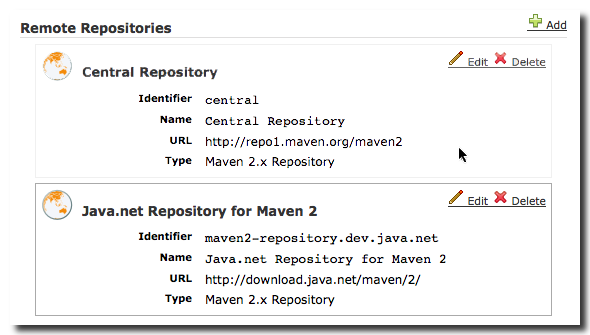 Remote Repositories
Add
Central Repository
Edit Delete
Identifier central
Name Central Repository
URL http://repo1.maven.org/maven2
Type Maven 2.x Repository
Java.net Repository for Maven 2
Edit Delete
Identifier maven2-repository.dev.java.net
Name Java.net Repository for Maven 2
URL http://download.java.net/maven/2/
Type Maven 2.x Repository